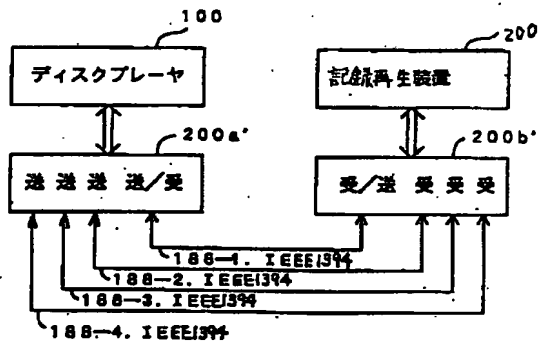 100
200
ディスクプレーヤ
記録再生装置
200a'
200b'
送 送 送 送/受
受/送 受 受 受
188-1. IEEE1394
188-2. IEEE1394
188-3. IEEE1394
188-4. IEEE1394